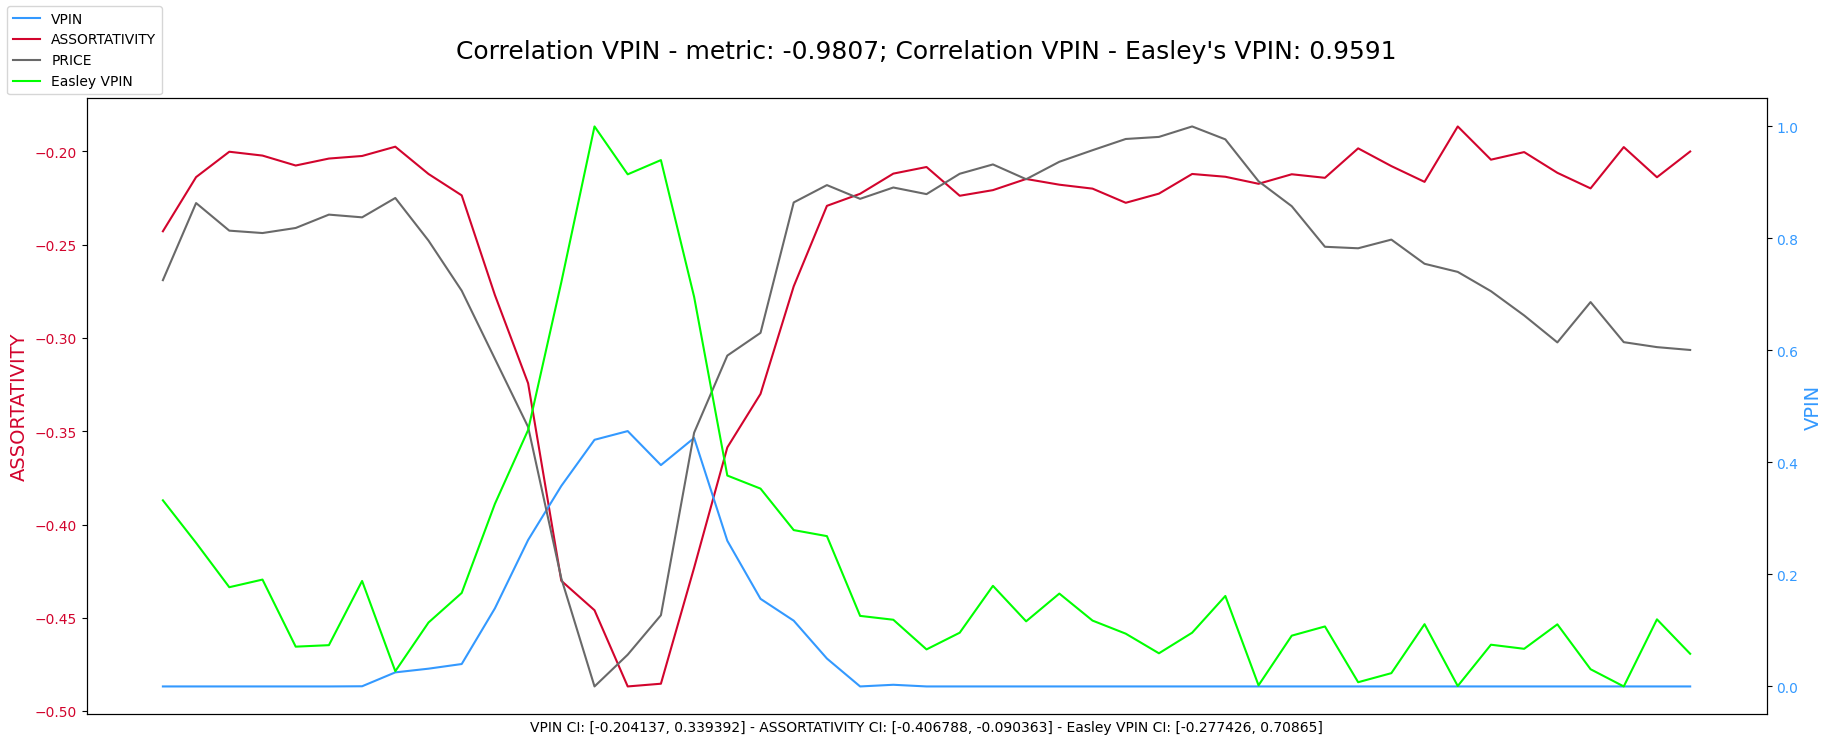 VPIN
ASSORTATIVITY
PRICE
Easley VPIN
Correlation VPIN - metric: -0.9807; Correlation VPIN - Easley's VPIN: 0.9591
ASSORTATIVITY
−0.20
−0.25
−0.30
−0.35
−0.40
−0.45
−0.50
1.0
0.8
0.6
0.4
0.2
0.0
VPIN
VPIN CI: [-0.204137, 0.339392] - ASSORTATIVITY CI: [-0.406788, -0.090363] - Easley VPIN CI: [-0.277426, 0.70865]